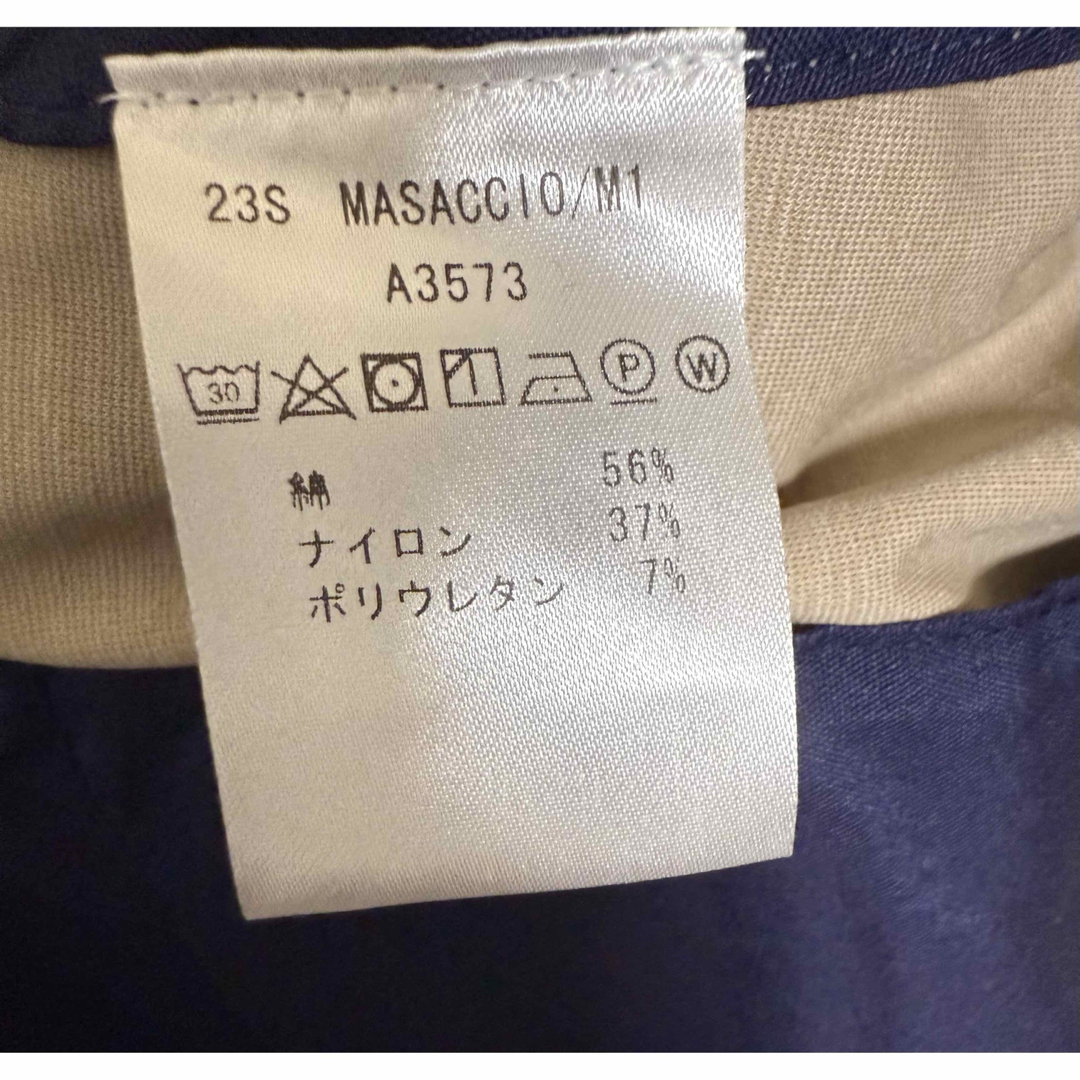 23S MASACCIO/M1
A3573
30 P W
綿 56%
ナイロン 37%
ポリウレタン 7%